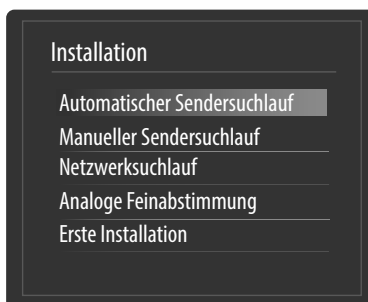 Installation
Automatischer Sendersuchlauf
Manueller Sendersuchlauf
Netzwerksuchlauf
Analoge Feinabstimmung
Erste Installation